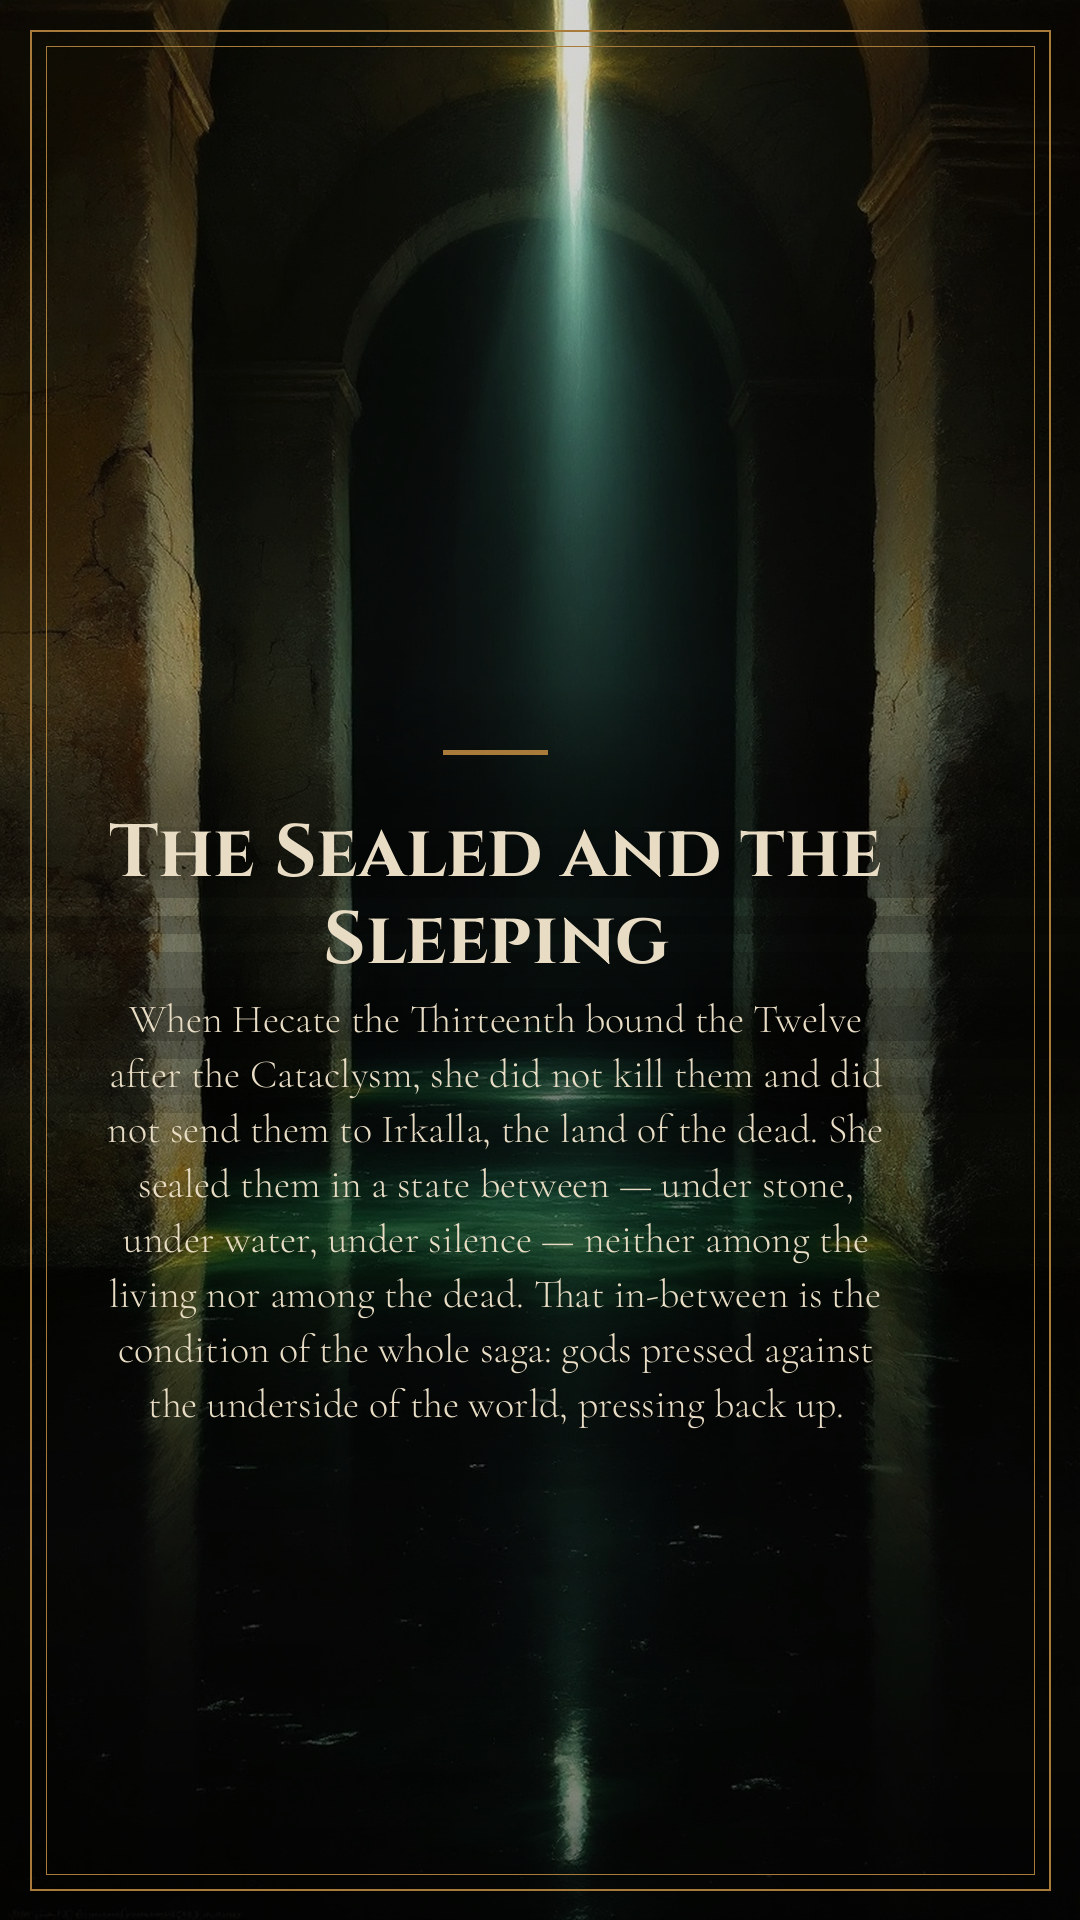 The Sealed and the
Sleeping
When Hecate the Thirteenth bound the Twelve
after the Cataclysm, she did not kill them and did
not send them to Irkalla, the land of the dead. She
sealed them in a state between — under stone,
under water, under silence — neither among the
living nor among the dead. That in-between is the
condition of the whole saga: gods pressed against
the underside of the world, pressing back up.